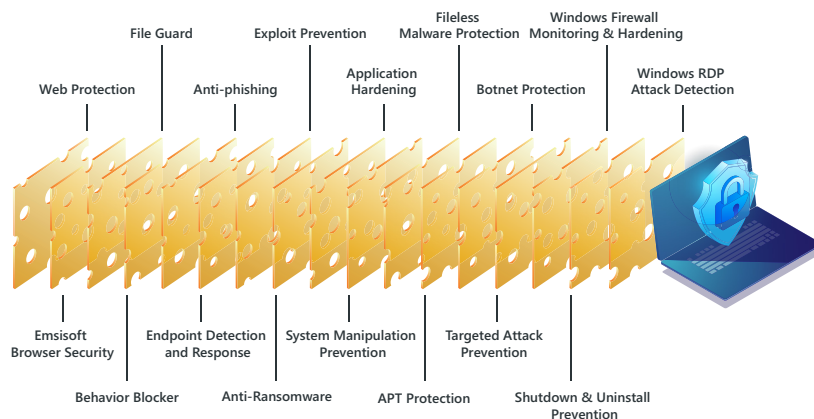 Fileless
Malware Protection
Windows Firewall
Monitoring & Hardening
File Guard
Exploit Prevention
Application
Hardening
Windows RDP
Attack Detection
Web Protection
Anti-phishing
Botnet Protection
Emsisoft
Browser Security
Endpoint Detection
and Response
System Manipulation
Prevention
Targeted Attack
Prevention
Behavior Blocker
Anti-Ransomware
APT Protection
Shutdown & Uninstall
Prevention